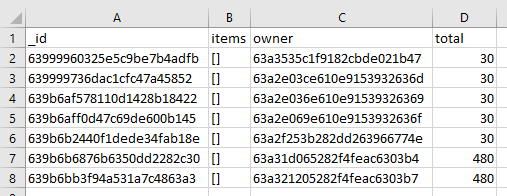 A B C D
1 _id items owner total
2 63999960325e5c9be7b4adfb [] 63a3535c1f9182cbde021b47 30
3 639999736dac1cfc47a45852 [] 63a2e03ce610e9153932636d 30
4 639b6af578110d1428b18422 [] 63a2e036e610e91539326369 30
5 639b6aff0d47c69de600b145 [] 63a2e069e610e9153932636f 30
6 639b6b2440f1dede34fab18e [] 63a2f253b282dd263966774e 30
7 639b6b6876b6350dd2282c30 [] 63a31d065282f4feac6303b4 480
8 639b6bb3f94a531a7c4863a3 [] 63a321205282f4feac6303b7 480